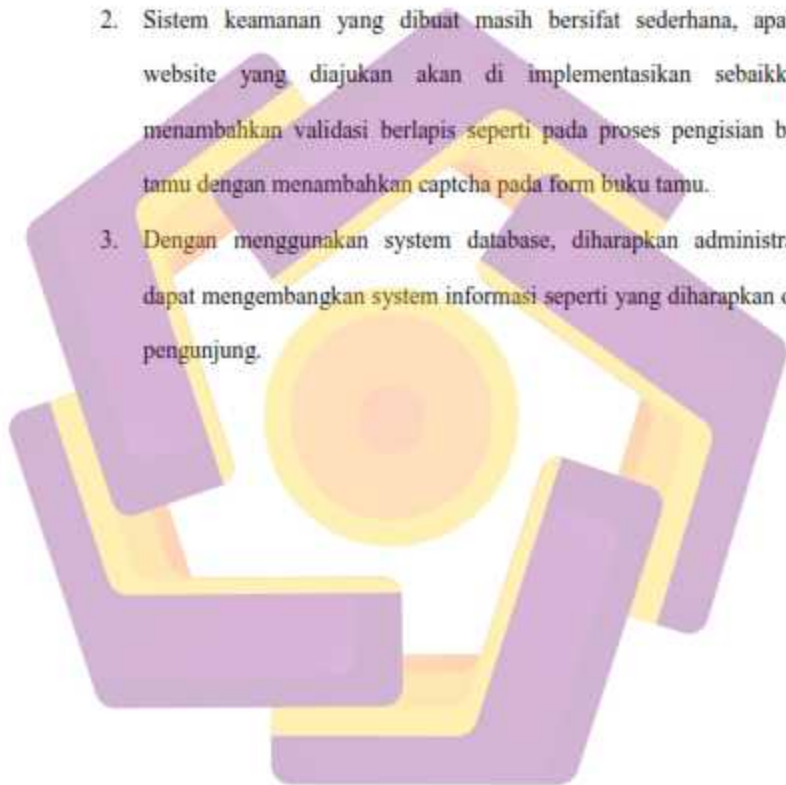 2. Sistem keamanan yang dibuat masih bersifat sederhana, apa
website yang diajukan akan di implementasikan sebaikk
menambahkan validasi berlapis seperti pada proses pengisian b
tamu dengan menambahkan captcha pada form buku tamu.
3. Dengan menggunakan system database, diharapkan administr
dapat mengembangkan system informasi seperti yang diharapkan
pengunjung.